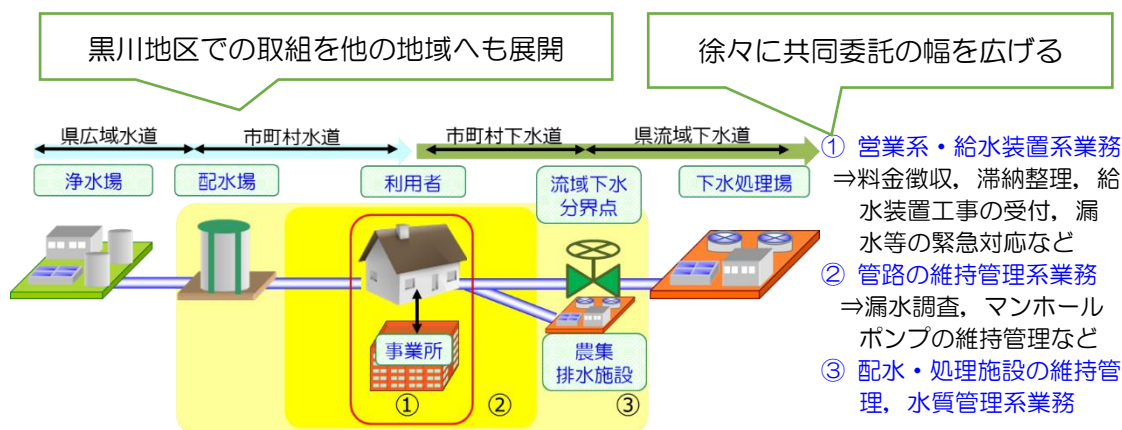 黒川地区での取組を他の地域へも展開
徐々に共同委託の幅を広げる
県広域水道
市町村水道
市町村下水道
県流域下水道
浄水場
配水場
利用者
流域下水
分界点
下水処理場
事業所
農集
排水施設
①
②
③
① 営業系・給水装置系業務
⇒料金徴収，滞納整理，給
水装置工事の受付，漏
水等の緊急対応など
② 管路の維持管理系業務
⇒漏水調査，マンホール
ポンプの維持管理など
③ 配水・処理施設の維持管
理，水質管理系業務